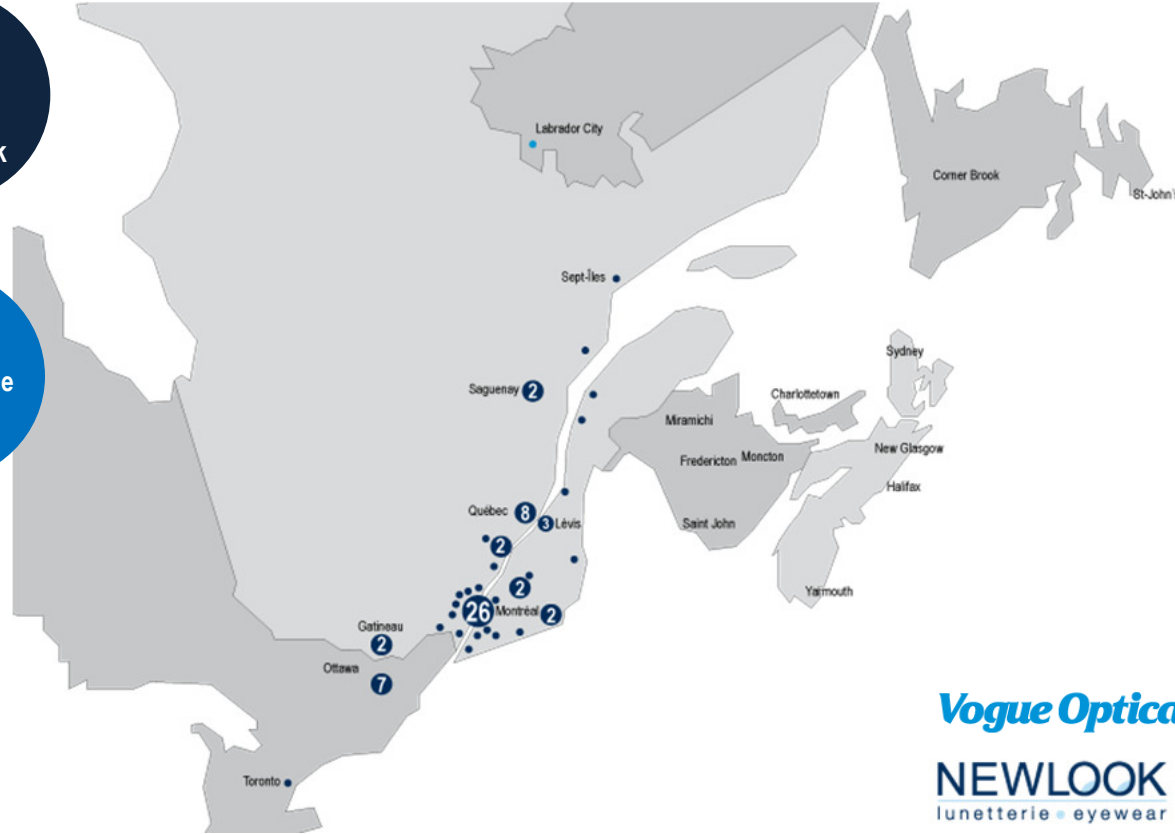 Labrador City
Corner Brook
St-John'
Sept-Îles
Sydney
Saguenay 2
Charlottetown
Miramichi
New Glasgow
Fredericton Moncton
Halifax
Québec 8
3 Lévis
Saint John
2
2
Yarmouth
26 Montréal 2
Gatineau
2
Ottawa
7
Vogue Optica
Toronto
NEWLOOK
lunetterie • eyewear
k
e